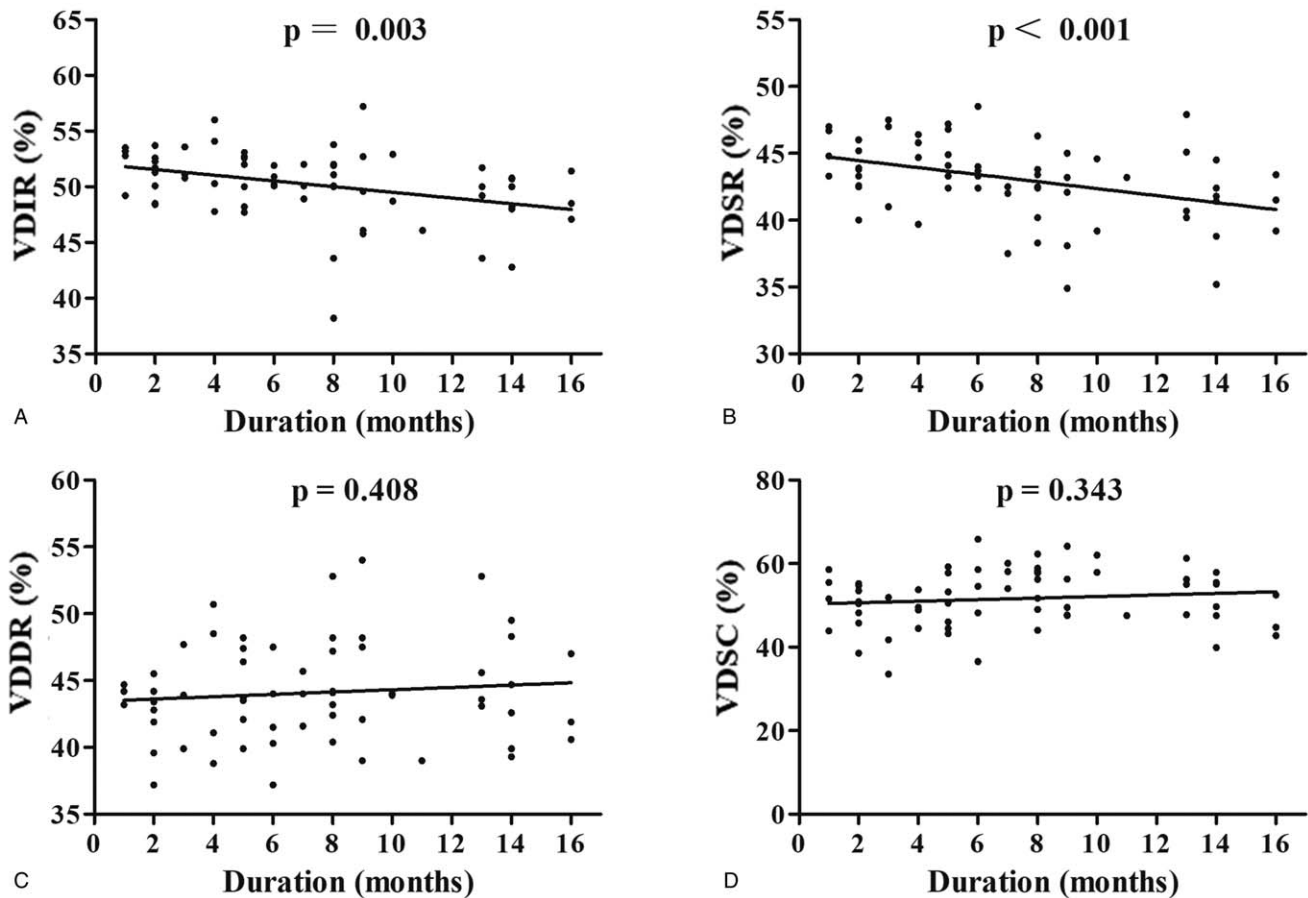 p = 0.003
65
60
55
50
45
40
35
VDIR (%)
0 2 4 6 8 10 12 14 16
Duration (months)
A
p < 0.001
55
50
45
40
35
30
VDSR (%)
0 2 4 6 8 10 12 14 16
Duration (months)
B
p = 0.408
60
55
50
45
40
35
VDDR (%)
0 2 4 6 8 10 12 14 16
Duration (months)
C
p = 0.343
80
60
40
20
0
VDSC (%)
0 2 4 6 8 10 12 14 16
Duration (months)
D